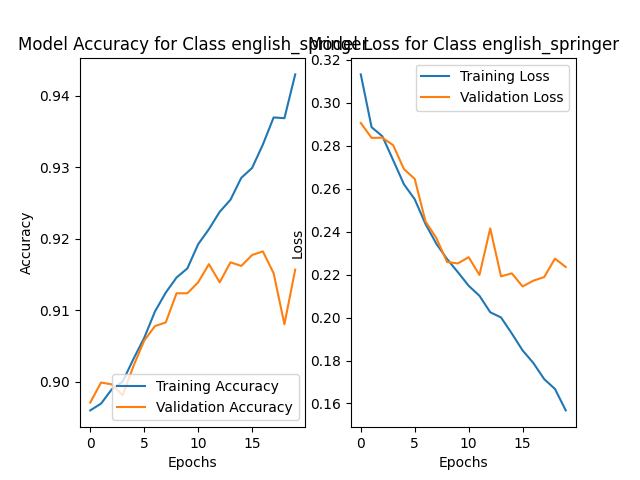 Model Accuracy for Class english_springer
Model Loss for Class english_springer
0.94
0.93
0.92
0.91
0.90
Accuracy
Training Accuracy
Validation Accuracy
0 5 10 15
Epochs
0.32
0.30
0.28
0.26
0.24
0.22
0.20
0.18
0.16
Loss
Training Loss
Validation Loss
0 5 10 15
Epochs